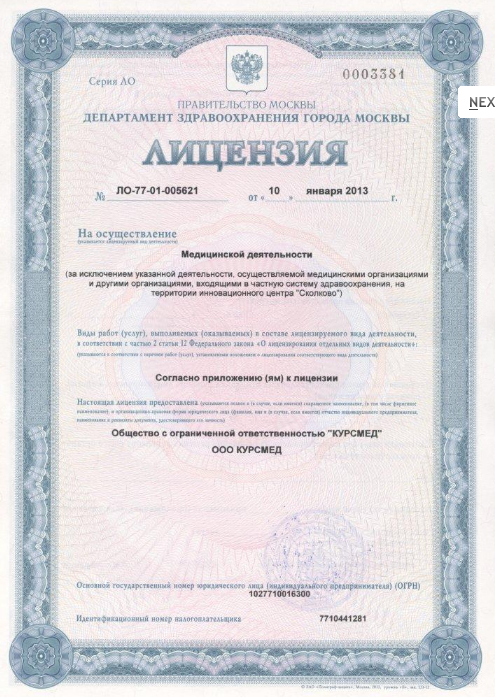 Серия ЛО
0003381
NEX
ПРАВИТЕЛЬСТВО МОСКВЫ
ДЕПАРТАМЕНТ ЗДРАВООХРАНЕНИЯ ГОРОДА МОСКВЫ
ЛИЦЕНЗИЯ
№ ЛО-77-01-005621 от « 10 » января 2013 г.
На осуществление
(указывается лицензируемый вид деятельности)
Медицинской деятельности
(за исключением указанной деятельности, осуществляемой медицинскими организациями
и другими организациями, входящими в частную систему здравоохранения, на
территории инновационного центра "Сколково")
Виды работ (услуг), выполняемых (оказываемых) в составе лицензируемого вида деятельности,
в соответствии с частью 2 статьи 12 Федерального закона «О лицензировании отдельных видов деятельности»:
Согласно приложению (ям) к лицензии
Настоящая лицензия предоставлена
Общество с ограниченной ответственностью "КУРСМЕД"
ООО КУРСМЕД
Основной государственный номер юридического лица (индивидуального предпринимателя) (ОГРН)
1027710016300
Идентификационный номер налогоплательщика 7710441281